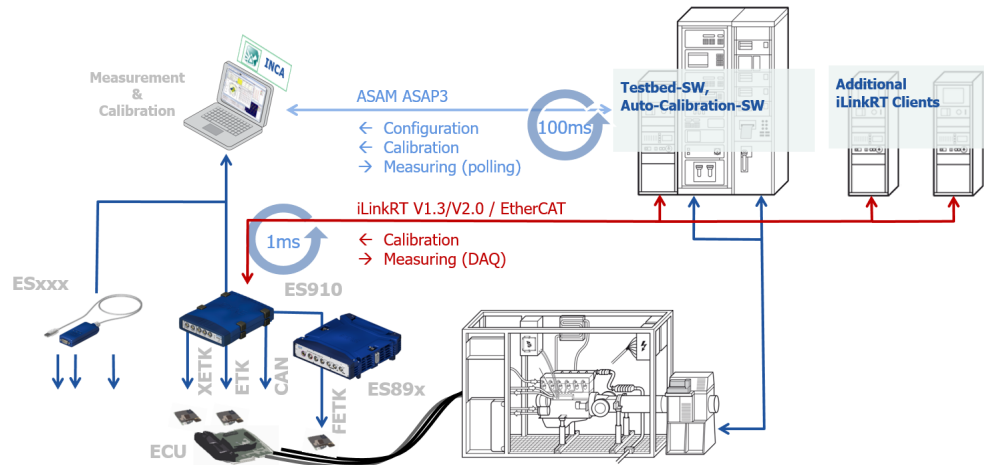 INCA
Measurement
&
Calibration
ASAM ASAP3
← Configuration
← Calibration
→ Measuring (polling)
100ms
Testbed-SW,
Auto-Calibration-SW
Additional
iLinkRT Clients
iLinkRT V1.3/V2.0 / EtherCAT
1ms
← Calibration
→ Measuring (DAQ)
ESxxx
ES910
ES89x
XETK
ETK
CAN
FETK
ECU